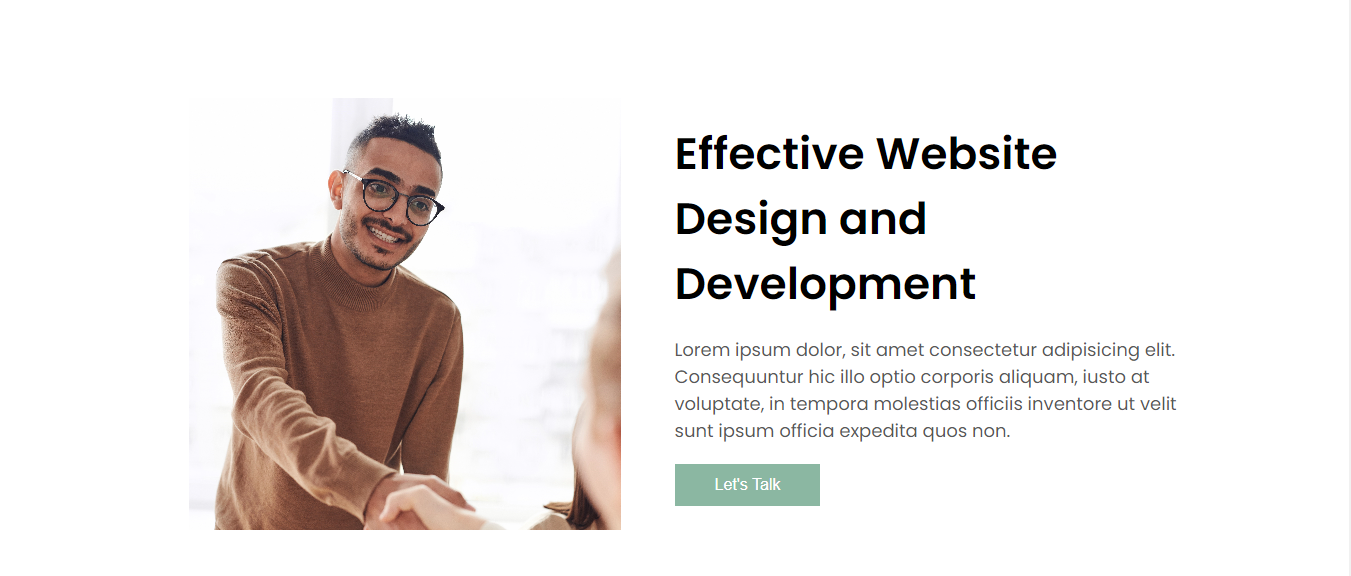 Effective Website
Design and
Development
Lorem ipsum dolor, sit amet consectetur adipisicing elit.
Consequuntur hic illo optio corporis aliquam, iusto at
voluptate, in tempora molestias officiis inventore ut velit
sunt ipsum officia expedita quos non.
Let's Talk